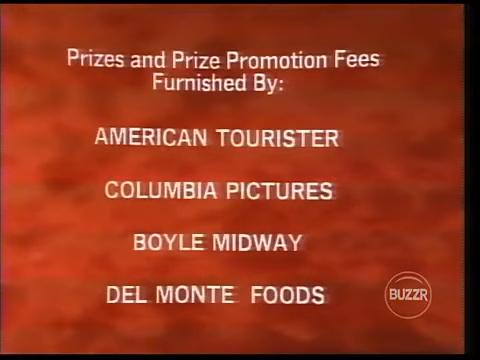 Prizes and Prize Promotion Fees
Furnished By:
AMERICAN TOURISTER
COLUMBIA PICTURES
BOYLE MIDWAY
DEL MONTE FOODS
BUZZR